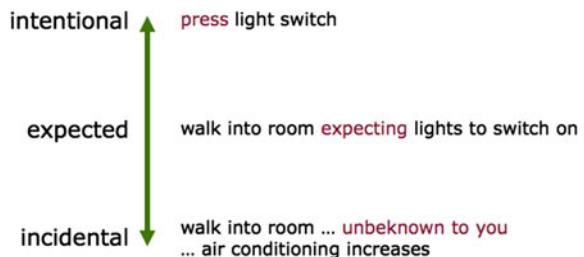 intentional press light switch
expected walk into room expecting lights to switch on
incidental walk into room ... unbeknown to you
... air conditioning increases